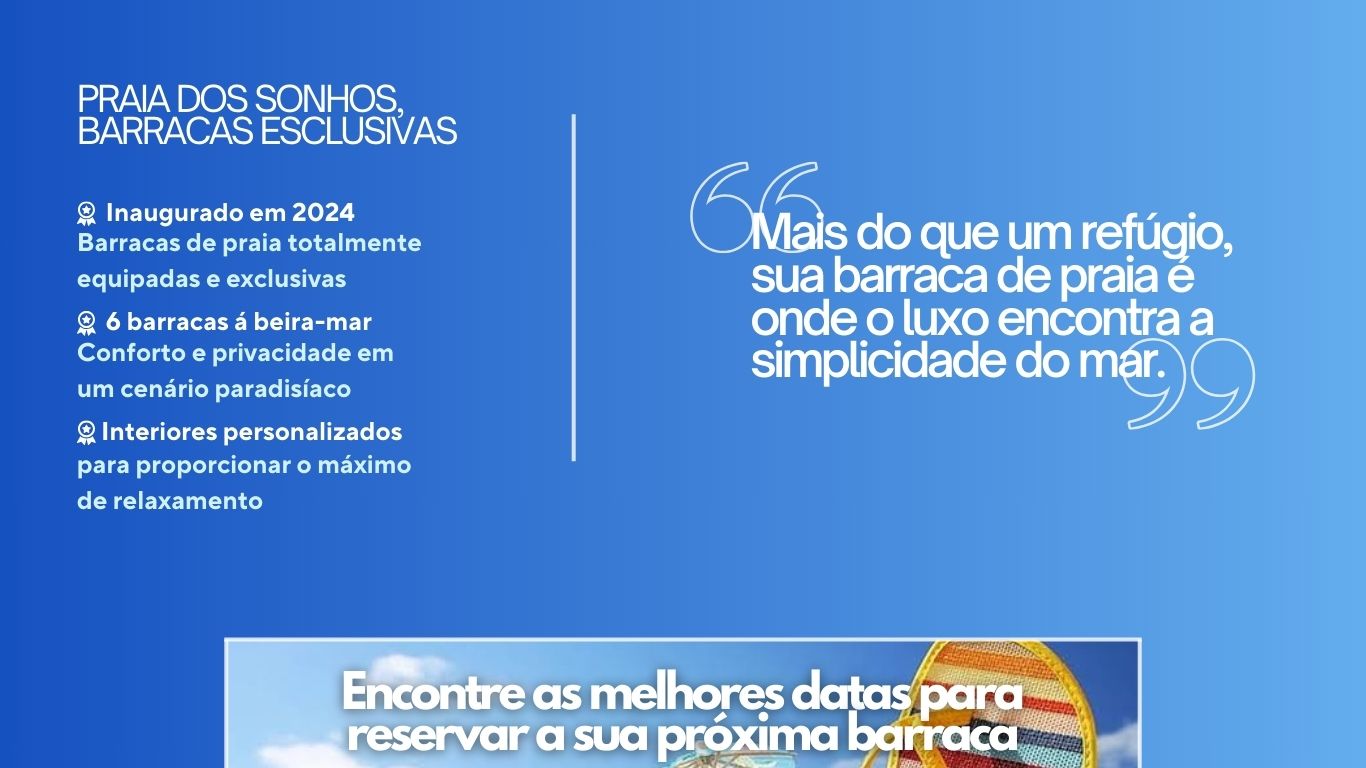 PRAIA DOS SONHOS,
BARRACAS ESCLUSIVAS
Inaugurado em 2024
Barracas de praia totalmente
equipadas e exclusivas
6 barracas á beira-mar
Conforto e privacidade em
um cenário paradisíaco
Interiores personalizados
para proporcionar o máximo
de relaxamento
“Mais do que um refúgio,
sua barraca de praia é
onde o luxo encontra a
simplicidade do mar.”
Encontre as melhores datas para
reservar a sua próxima barraca